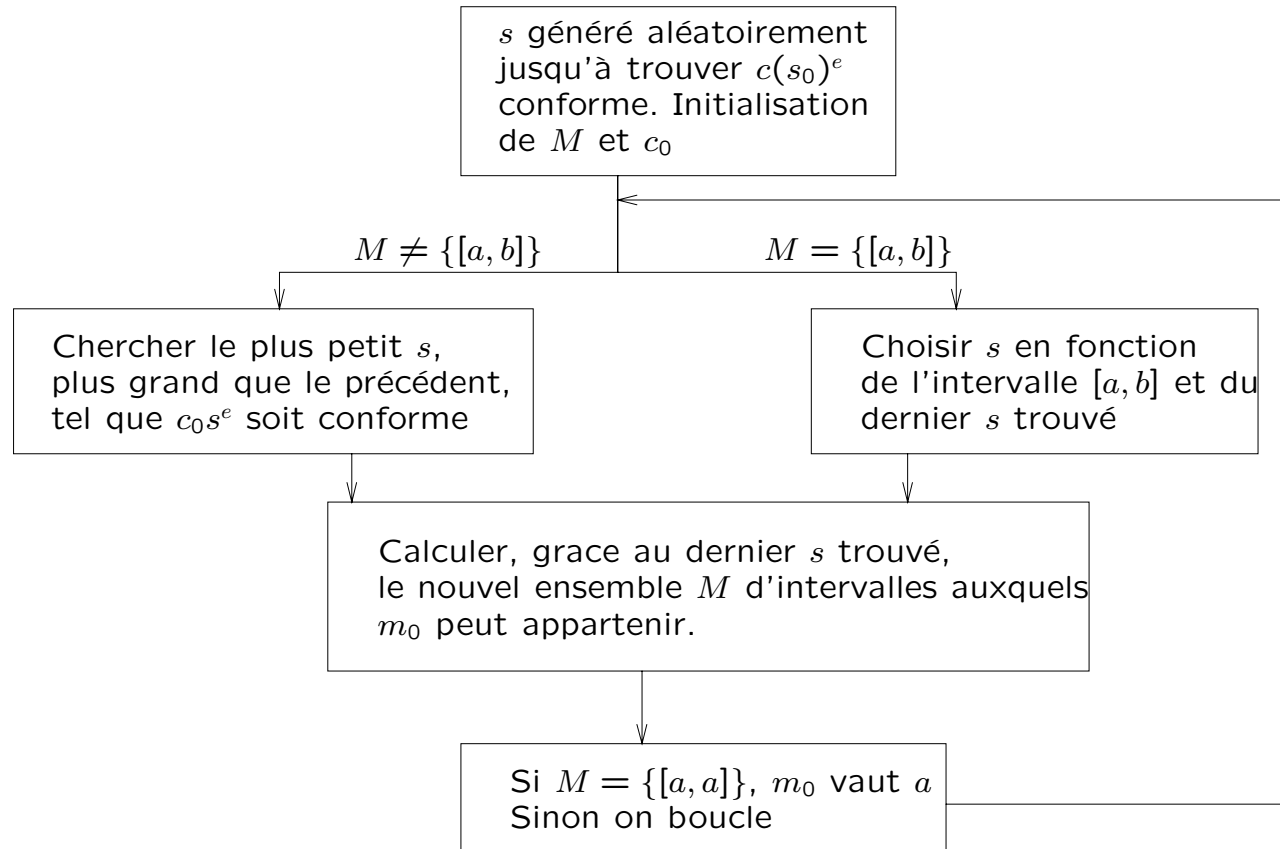 s généré aléatoirement
jusqu'à trouver c(s₀)ᵉ
conforme. Initialisation
de M et c₀
M ≠ {[a, b]}
M = {[a, b]}
Chercher le plus petit s,
plus grand que le précédent,
tel que c₀sᵉ soit conforme
Choisir s en fonction
de l'intervalle [a, b] et du
dernier s trouvé
Calculer, grace au dernier s trouvé,
le nouvel ensemble M d'intervalles auxquels
m₀ peut appartenir.
Si M = {[a, a]}, m₀ vaut a
Sinon on boucle